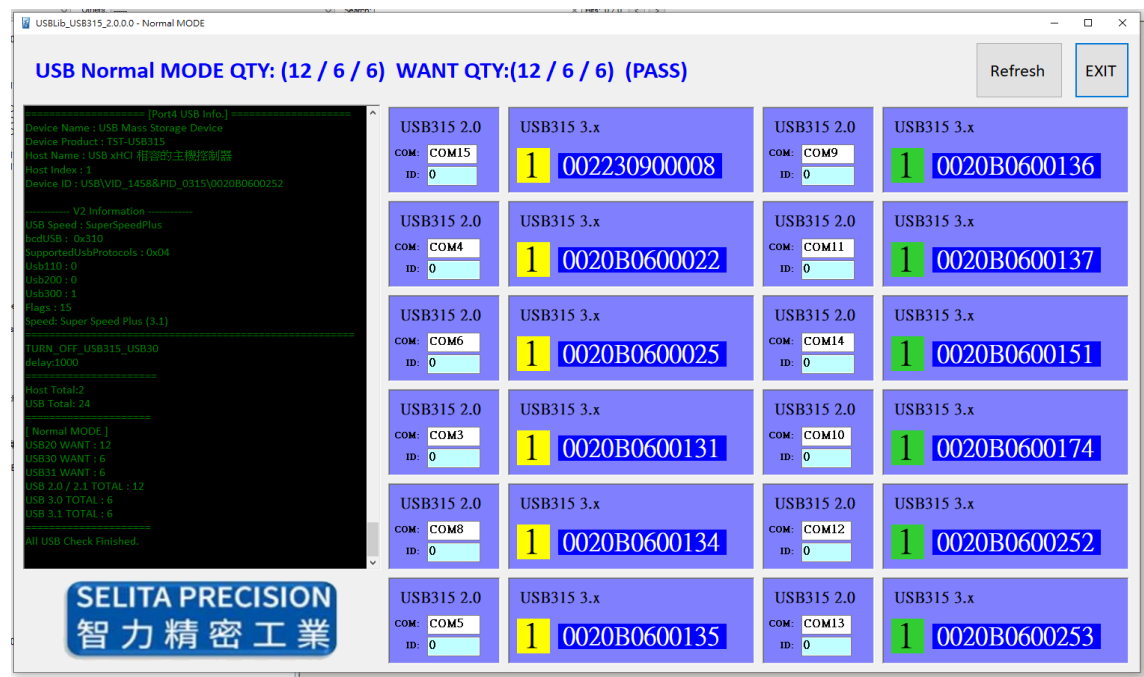 USBLib_USB315_2.0.0.0 - Normal MODE
USB Normal MODE QTY: (12 / 6 / 6)  WANT QTY:(12 / 6 / 6)  (PASS)
Refresh
EXIT
==================== [Port4 USB Info.] ====================
Device Name : USB Mass Storage Device
Device Product : TST-USB315
Host Name : USB xHCI 相容的主機控制器
Host Index : 1
Device ID : USB\VID_1458&PID_0315\0020B0600252
------------ V2 Information ------------
USB Speed : SuperSpeedPlus
bcdUSB : 0x310
SupportedUsbProtocols : 0x04
Usb110 : 0
Usb200 : 0
Usb300 : 1
Flags : 15
Speed: Super Speed Plus (3.1)
TURN_OFF_USB315_USB30
delay:1000
======================
Host Total:2
USB Total: 24
=====================
[ Normal MODE ]
USB20 WANT : 12
USB30 WANT : 6
USB31 WANT : 6
USB 2.0 / 2.1 TOTAL : 12
USB 3.0 TOTAL : 6
USB 3.1 TOTAL : 6
=====================
All USB Check Finished.
SELITA PRECISION
智力精密工業
USB315 2.0
COM: COM15
ID: 0
USB315 3.x
1 002230900008
USB315 2.0
COM: COM9
ID: 0
USB315 3.x
1 0020B0600136
USB315 2.0
COM: COM4
ID: 0
USB315 3.x
1 0020B0600022
USB315 2.0
COM: COM11
ID: 0
USB315 3.x
1 0020B0600137
USB315 2.0
COM: COM6
ID: 0
USB315 3.x
1 0020B0600025
USB315 2.0
COM: COM14
ID: 0
USB315 3.x
1 0020B0600151
USB315 2.0
COM: COM3
ID: 0
USB315 3.x
1 0020B0600131
USB315 2.0
COM: COM10
ID: 0
USB315 3.x
1 0020B0600174
USB315 2.0
COM: COM8
ID: 0
USB315 3.x
1 0020B0600134
USB315 2.0
COM: COM12
ID: 0
USB315 3.x
1 0020B0600252
USB315 2.0
COM: COM5
ID: 0
USB315 3.x
1 0020B0600135
USB315 2.0
COM: COM13
ID: 0
USB315 3.x
1 0020B0600253